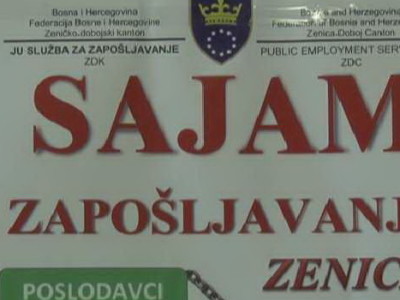 Bosna i Hercegovina
Federacija Bosne i Hercegovine
Zeničko-dobojski kanton
JU SLUŽBA ZA ZAPOŠLJAVANJE
ZDK
Bosnia and Herzegovina
Federation of Bosnia and Herzego
Zenica-Doboj Canton
PUBLIC EMPLOYMENT SERV
ZDC
SAJAM
ZAPOŠLJAVANJ
ZENIC
POSLODAVCI